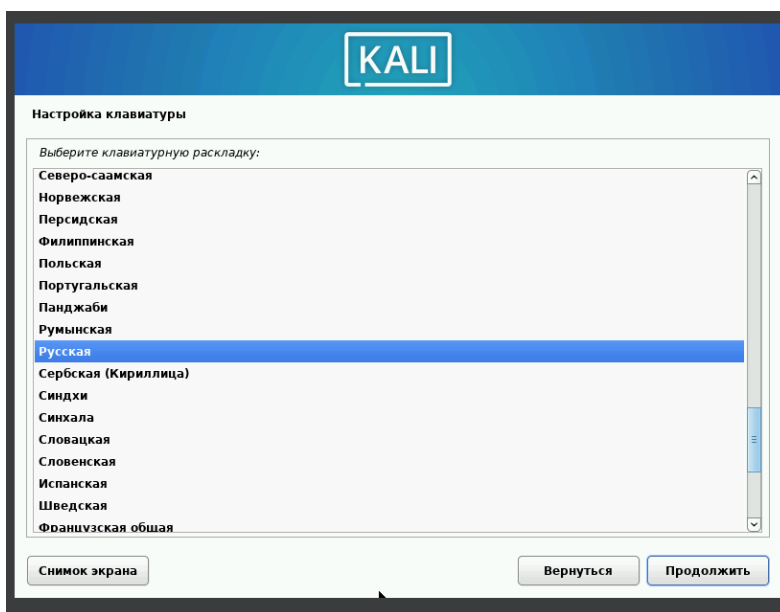 KALI
Настройка клавиатуры
Выберите клавиатурную раскладку:
Северо-саамская
Норвежская
Персидская
Филиппинская
Польская
Португальская
Панджаби
Румынская
Русская
Сербская (Кириллица)
Синдхи
Синхала
Словацкая
Словенская
Испанская
Шведская
Французская общая
Снимок экрана
Вернуться
Продолжить